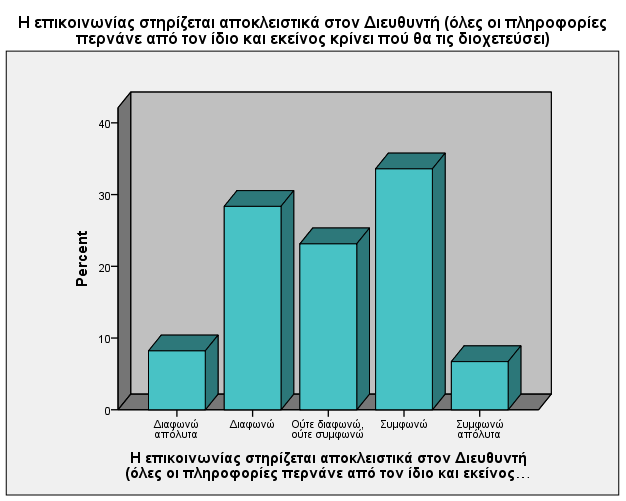 Η επικοινωνίας στηρίζεται αποκλειστικά στον Διευθυντή (όλες οι πληροφορίες
περνάνε από τον ίδιο και εκείνος κρίνει πού θα τις διοχετεύσει)
40
30
20
10
0
Percent
Διαφωνώ
απόλυτα
Διαφωνώ
Ούτε διαφωνώ,
ούτε συμφωνώ
Συμφωνώ
Συμφωνώ
απόλυτα
Η επικοινωνίας στηρίζεται αποκλειστικά στον Διευθυντή
(όλες οι πληροφορίες περνάνε από τον ίδιο και εκείνος...